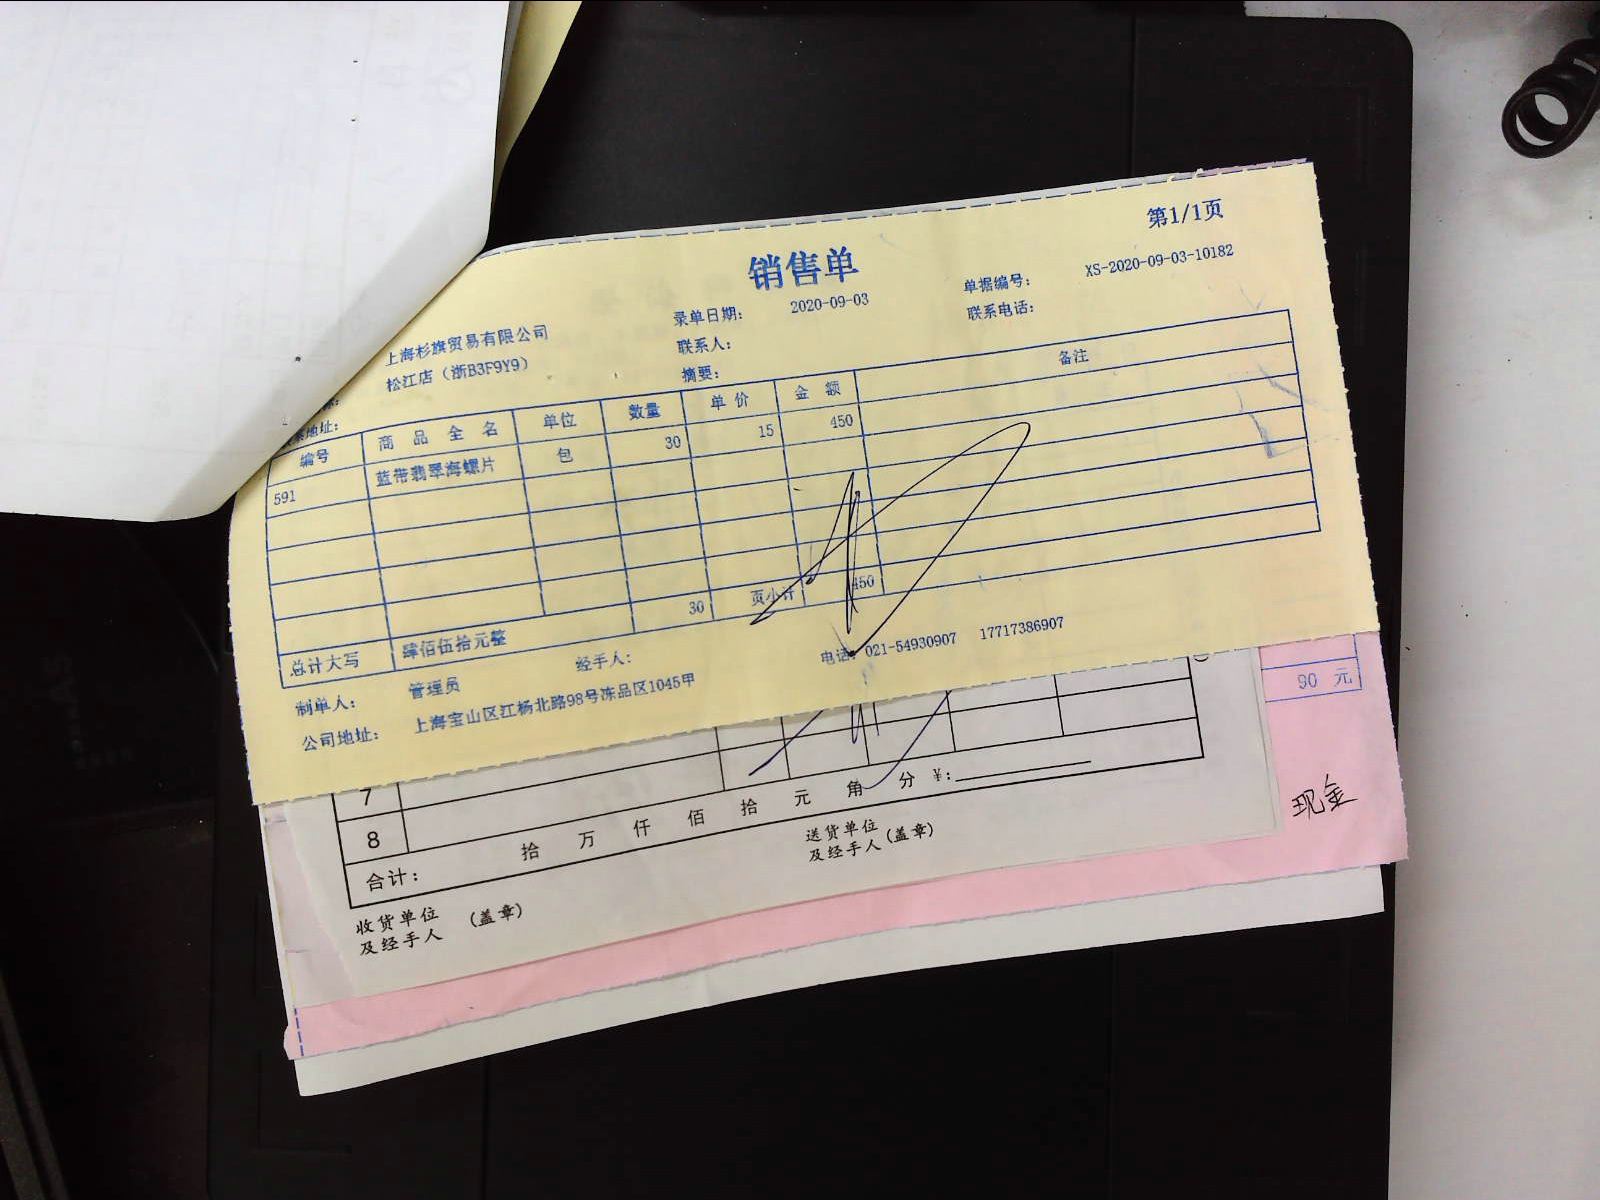 第1/1页
销售单
上海杉旗贸易有限公司 录单日期: 2020-09-03 单据编号: XS-2020-09-03-10182
松江店（浙B3F9Y9） 联系人: 联系电话:
地址: 摘要:
编号 商 品 全 名 单位 数量 单 价 金 额 备注
591 蓝带翡翠海螺片 包 30 15 450
30 页小计 450
总计大写 肆佰伍拾元整
制单人: 管理员 经手人: 电话: 021-54930907 17717386907
公司地址: 上海宝山区江杨北路98号冻品区1045甲
90 元
现金
7
8
合计: 拾 万 仟 佰 拾 元 角 分 ¥:
收货单位
及经手人 (盖章)
送货单位
及经手人 (盖章)